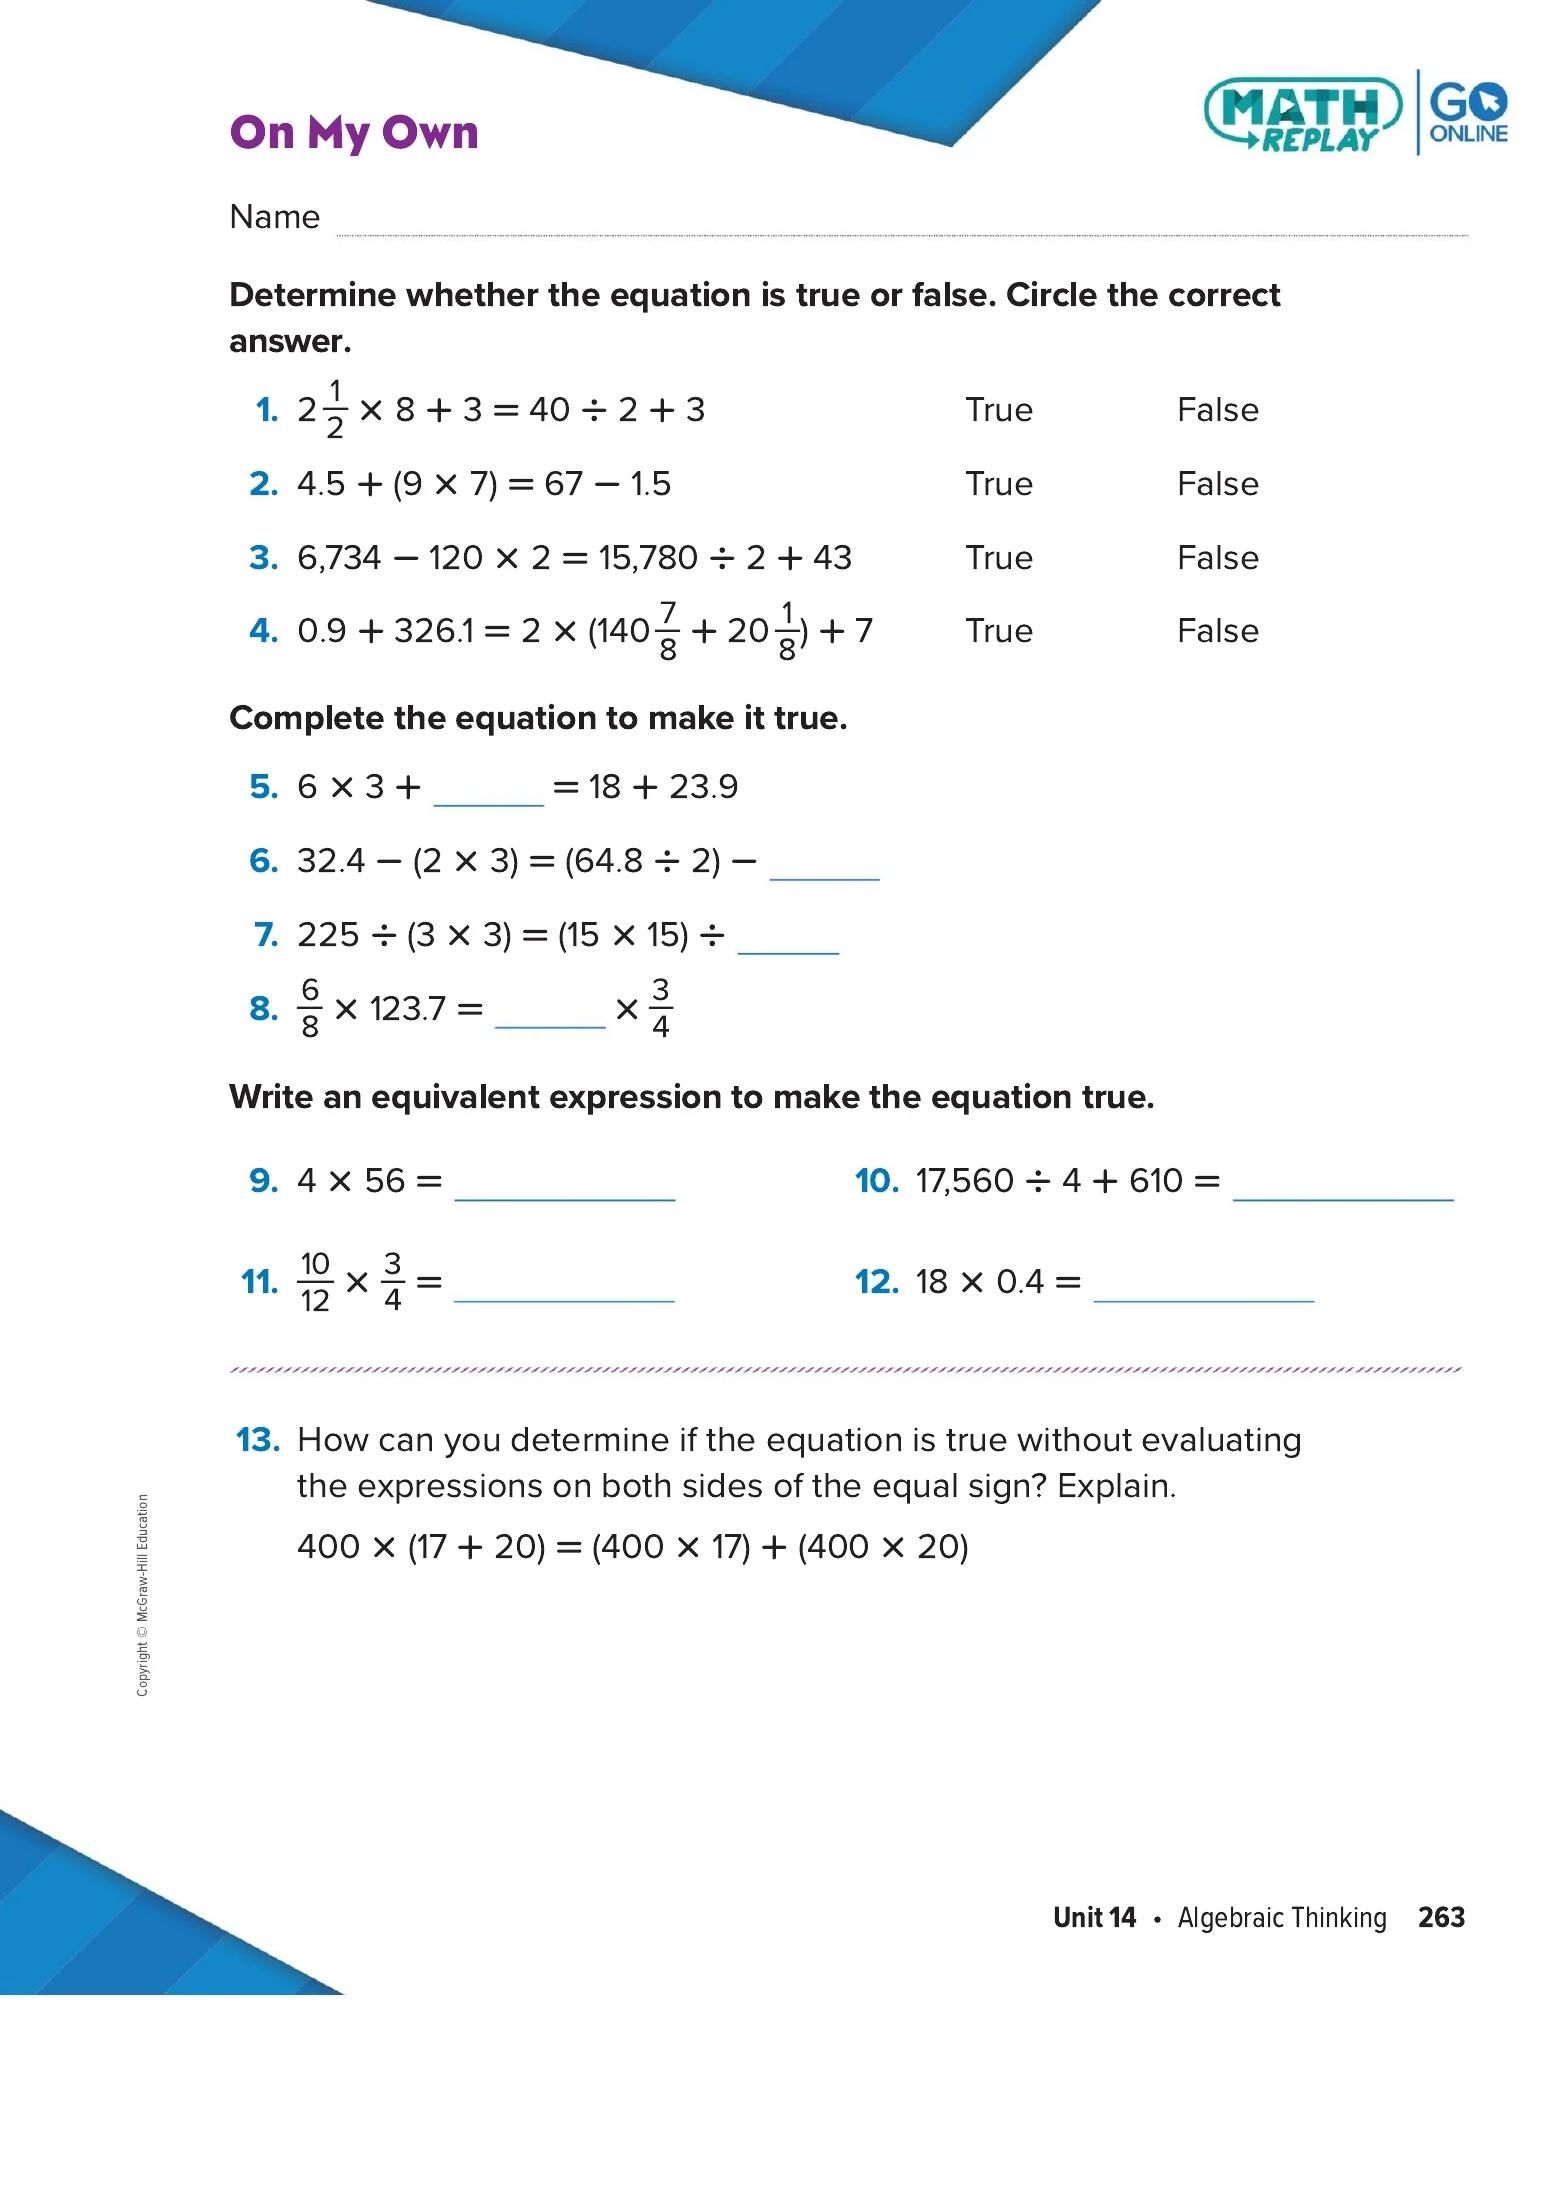 On My Own
MATH REPLAY GO ONLINE
Name
Determine whether the equation is true or false. Circle the correct
answer.
1. 2 1/2 × 8 + 3 = 40 ÷ 2 + 3 True False
2. 4.5 + (9 × 7) = 67 − 1.5 True False
3. 6,734 − 120 × 2 = 15,780 ÷ 2 + 43 True False
4. 0.9 + 326.1 = 2 × (140 7/8 + 20 1/8) + 7 True False
Complete the equation to make it true.
5. 6 × 3 + ______ = 18 + 23.9
6. 32.4 − (2 × 3) = (64.8 ÷ 2) − ______
7. 225 ÷ (3 × 3) = (15 × 15) ÷ ______
8. 6/8 × 123.7 = ______ × 3/4
Write an equivalent expression to make the equation true.
9. 4 × 56 = ____________
10. 17,560 ÷ 4 + 610 = ____________
11. 10/12 × 3/4 = ____________
12. 18 × 0.4 = ____________
13. How can you determine if the equation is true without evaluating
the expressions on both sides of the equal sign? Explain.
400 × (17 + 20) = (400 × 17) + (400 × 20)
Copyright © McGraw-Hill Education
Unit 14 • Algebraic Thinking 263